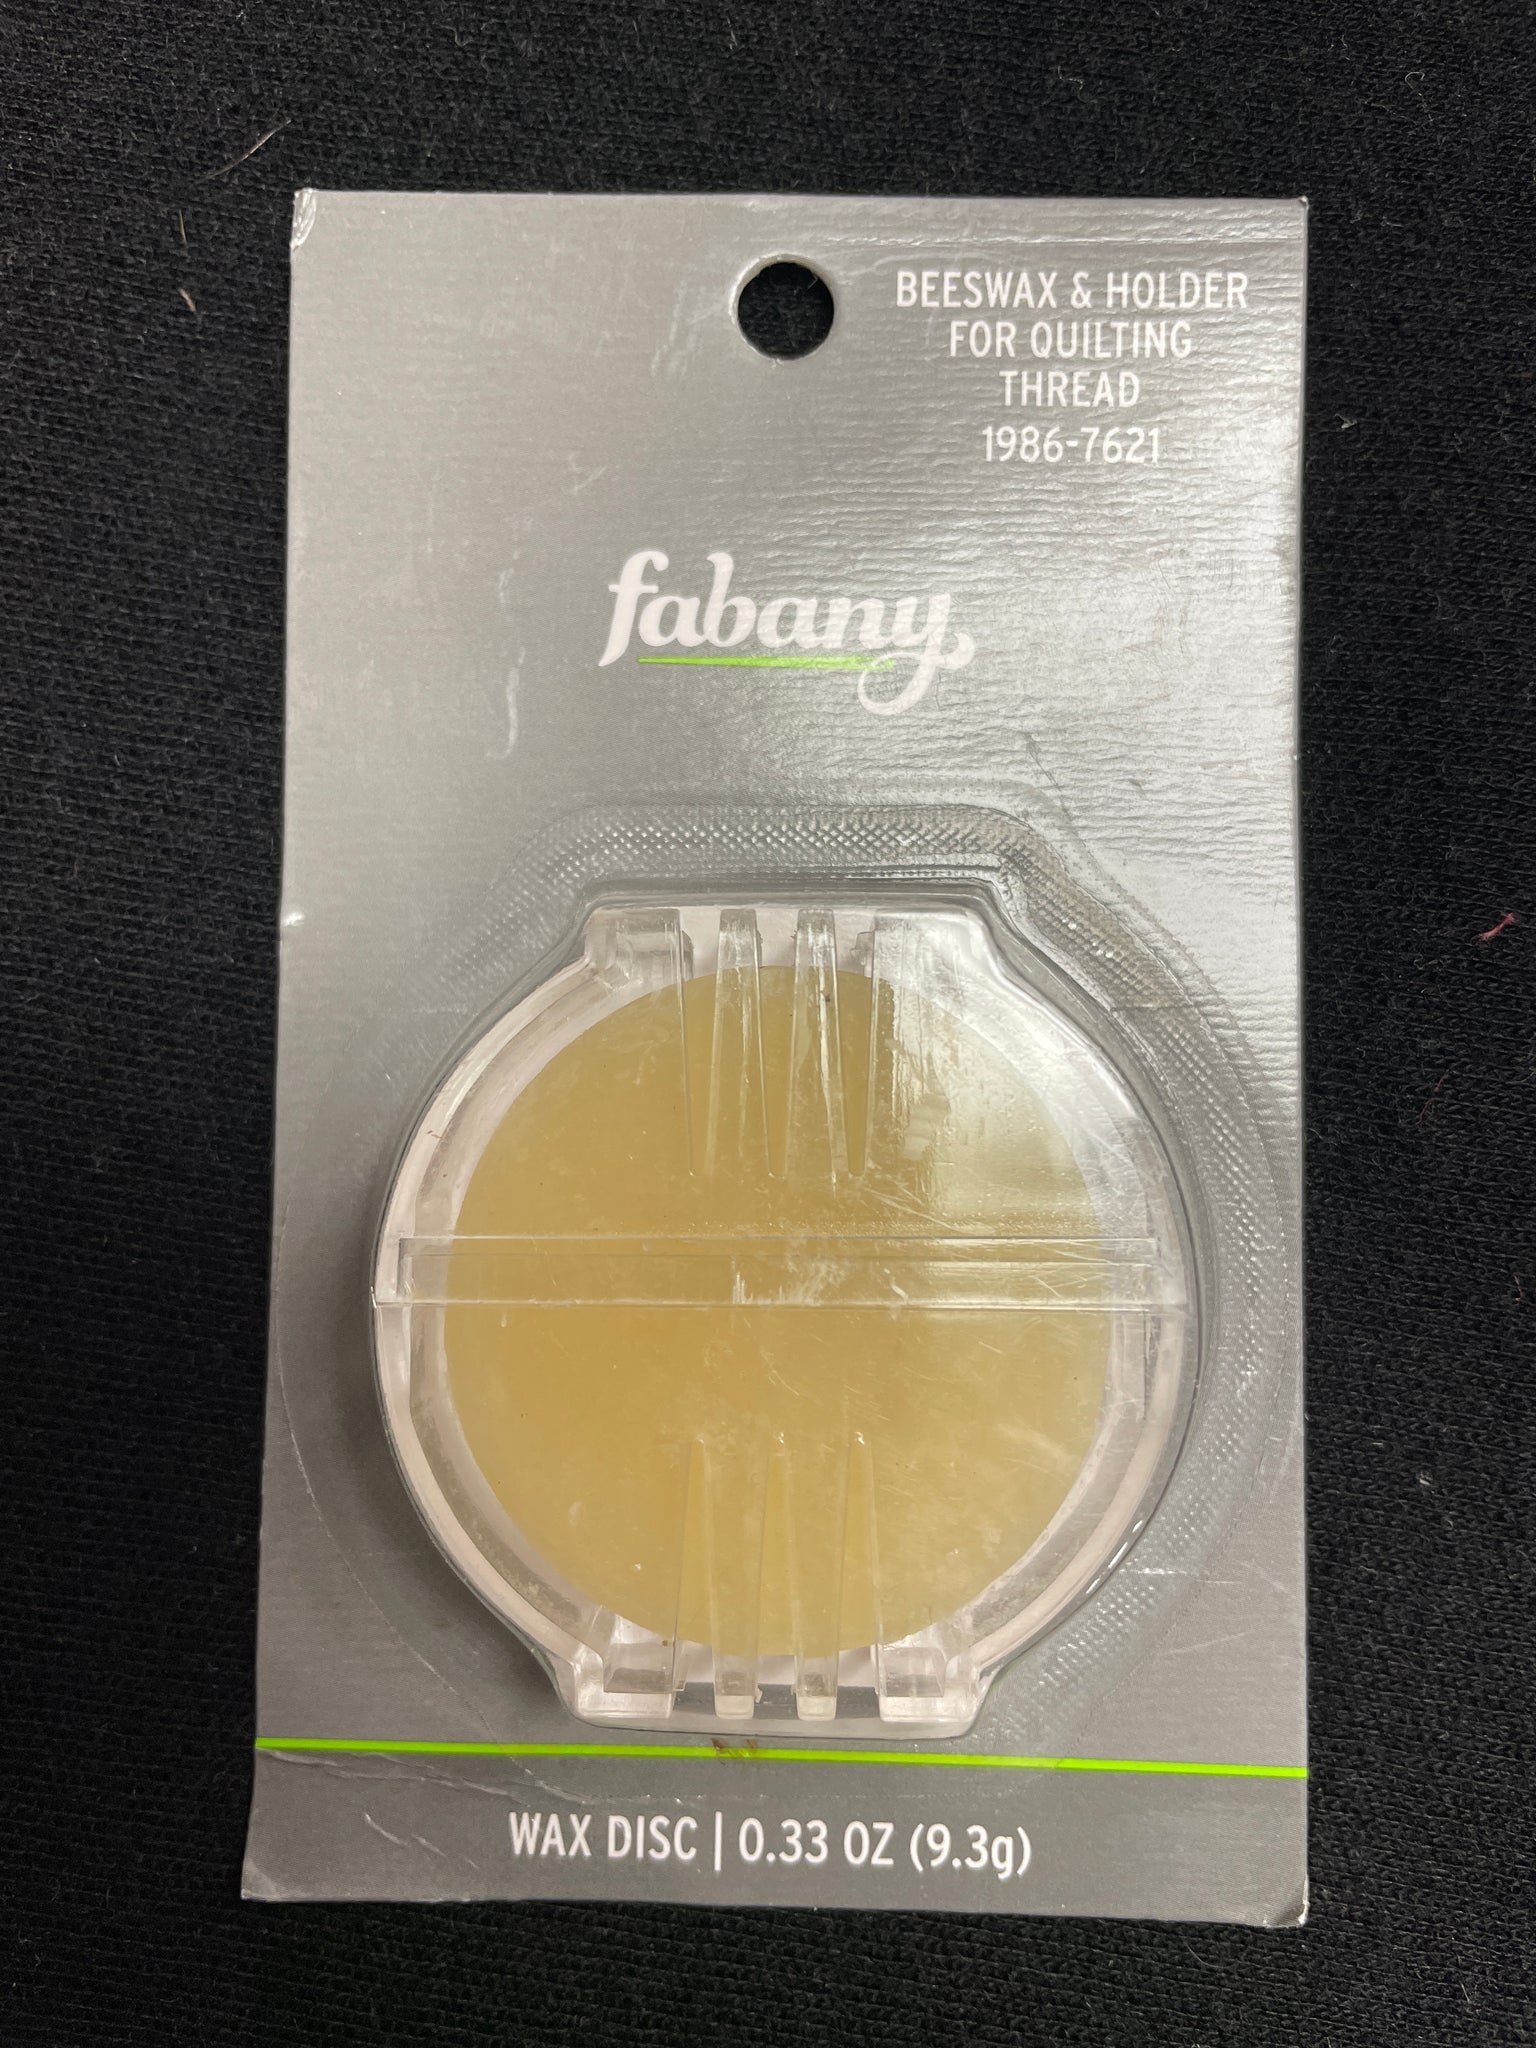 BEESWAX & HOLDER
FOR QUILTING
THREAD
1986-7621
fabany
WAX DISC | 0.33 OZ (9.3g)